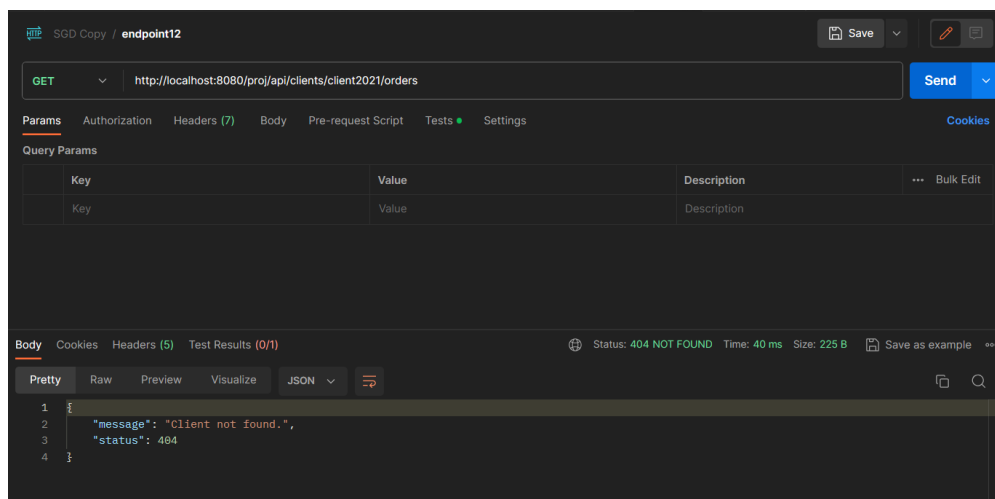 HTTP SGD Copy / endpoint12 Save
GET http://localhost:8080/proj/api/clients/client2021/orders Send
Params Authorization Headers (7) Body Pre-request Script Tests Settings Cookies
Query Params
Key Value Description ••• Bulk Edit
Key Value Description
Body Cookies Headers (5) Test Results (0/1) Status: 404 NOT FOUND Time: 40 ms Size: 225 B Save as example
Pretty Raw Preview Visualize JSON
1 {
2 "message": "Client not found.",
3 "status": 404
4 }